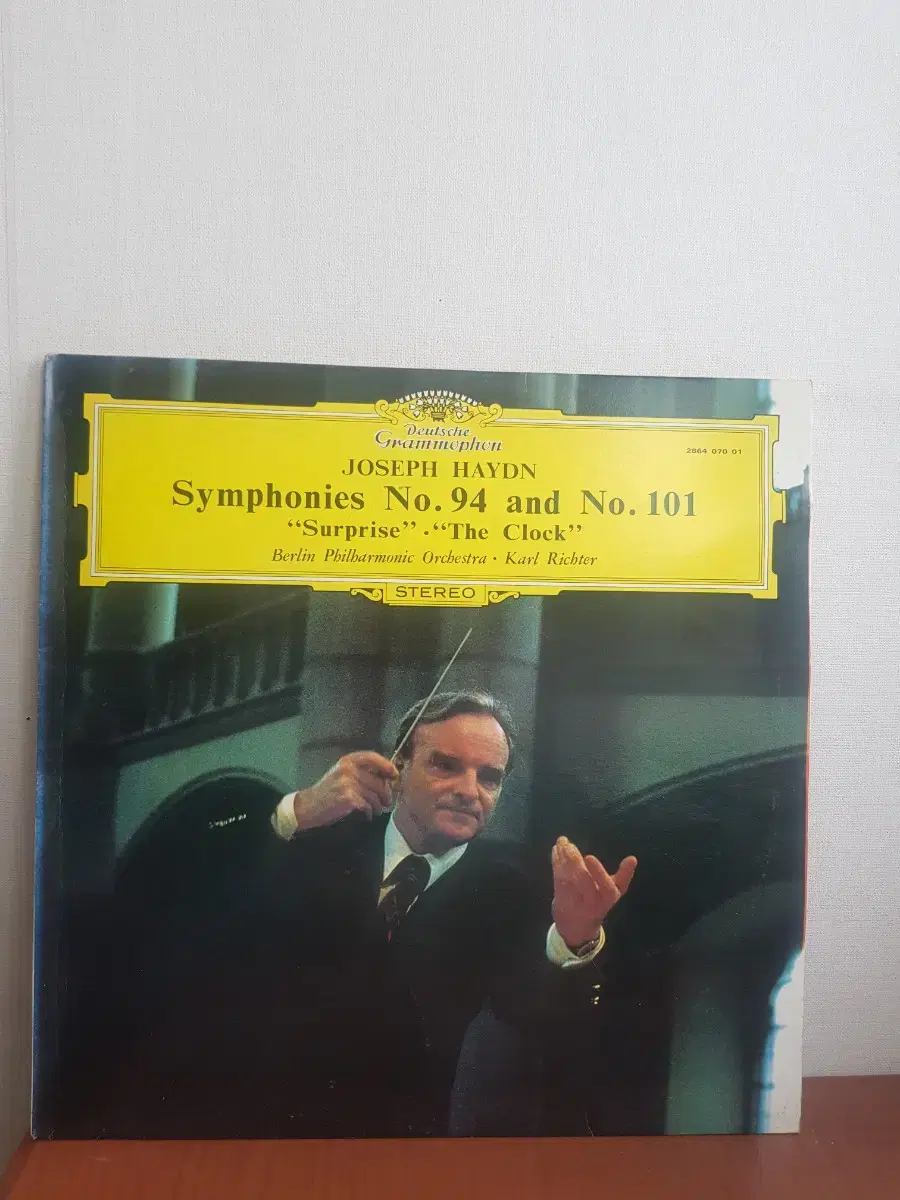 Deutsche
Grammophon
2864 070 01
JOSEPH HAYDN
Symphonies No. 94 and No. 101
“Surprise” · “The Clock”
Berlin Philharmonic Orchestra · Karl Richter
STEREO